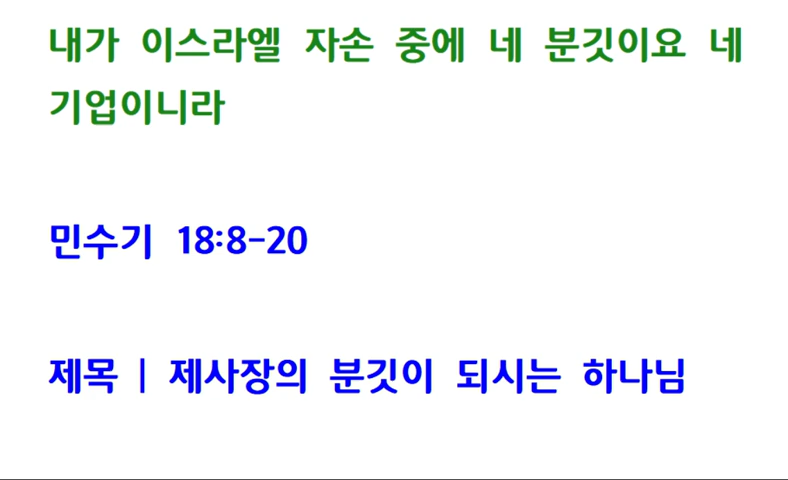 내가 이스라엘 자손 중에 네 분깃이요 네
기업이니라
민수기 18:8-20
제목 | 제사장의 분깃이 되시는 하나님